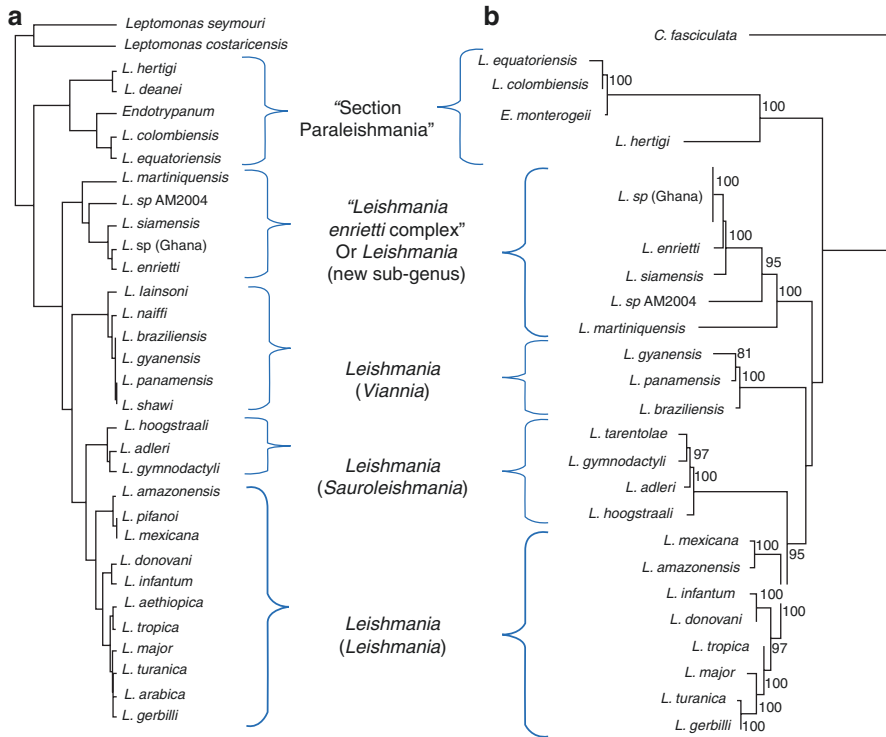 a
Leptomonas seymouri
Leptomonas costaricensis
L. hertigi
L. deanei
Endotrypanum
L. colombiensis
L. equatoriensis
L. martiniquensis
L. sp AM2004
L. siamensis
L. sp (Ghana)
L. enrietti
L. lainsoni
L. naiffi
L. braziliensis
L. gyanensis
L. panamensis
L. shawi
L. hoogstraali
L. adleri
L. gymnodactyli
L. amazonensis
L. pifanoi
L. mexicana
L. donovani
L. infantum
L. aethiopica
L. tropica
L. major
L. turanica
L. arabica
L. gerbilli
"Section
Paraleishmania"
"Leishmania
enrietti complex"
Or Leishmania
(new sub-genus)
Leishmania
(Viannia)
Leishmania
(Sauroleishmania)
Leishmania
(Leishmania)
b
C. fasciculata
L. equatoriensis
L. colombiensis
100
E. monterogeii
100
L. hertigi
100
L. sp (Ghana)
100
L. enrietti
95
L. siamensis
100
L. sp AM2004
L. martiniquensis
L. gyanensis
81
L. panamensis
100
L. braziliensis
L. tarentolae
97
L. gymnodactyli
100
L. adleri
L. hoogstraali
L. mexicana
100
95
L. amazonensis
L. infantum
100
100
L. donovani
L. tropica
97
L. major
100
L. turanica
100
L. gerbilli
100